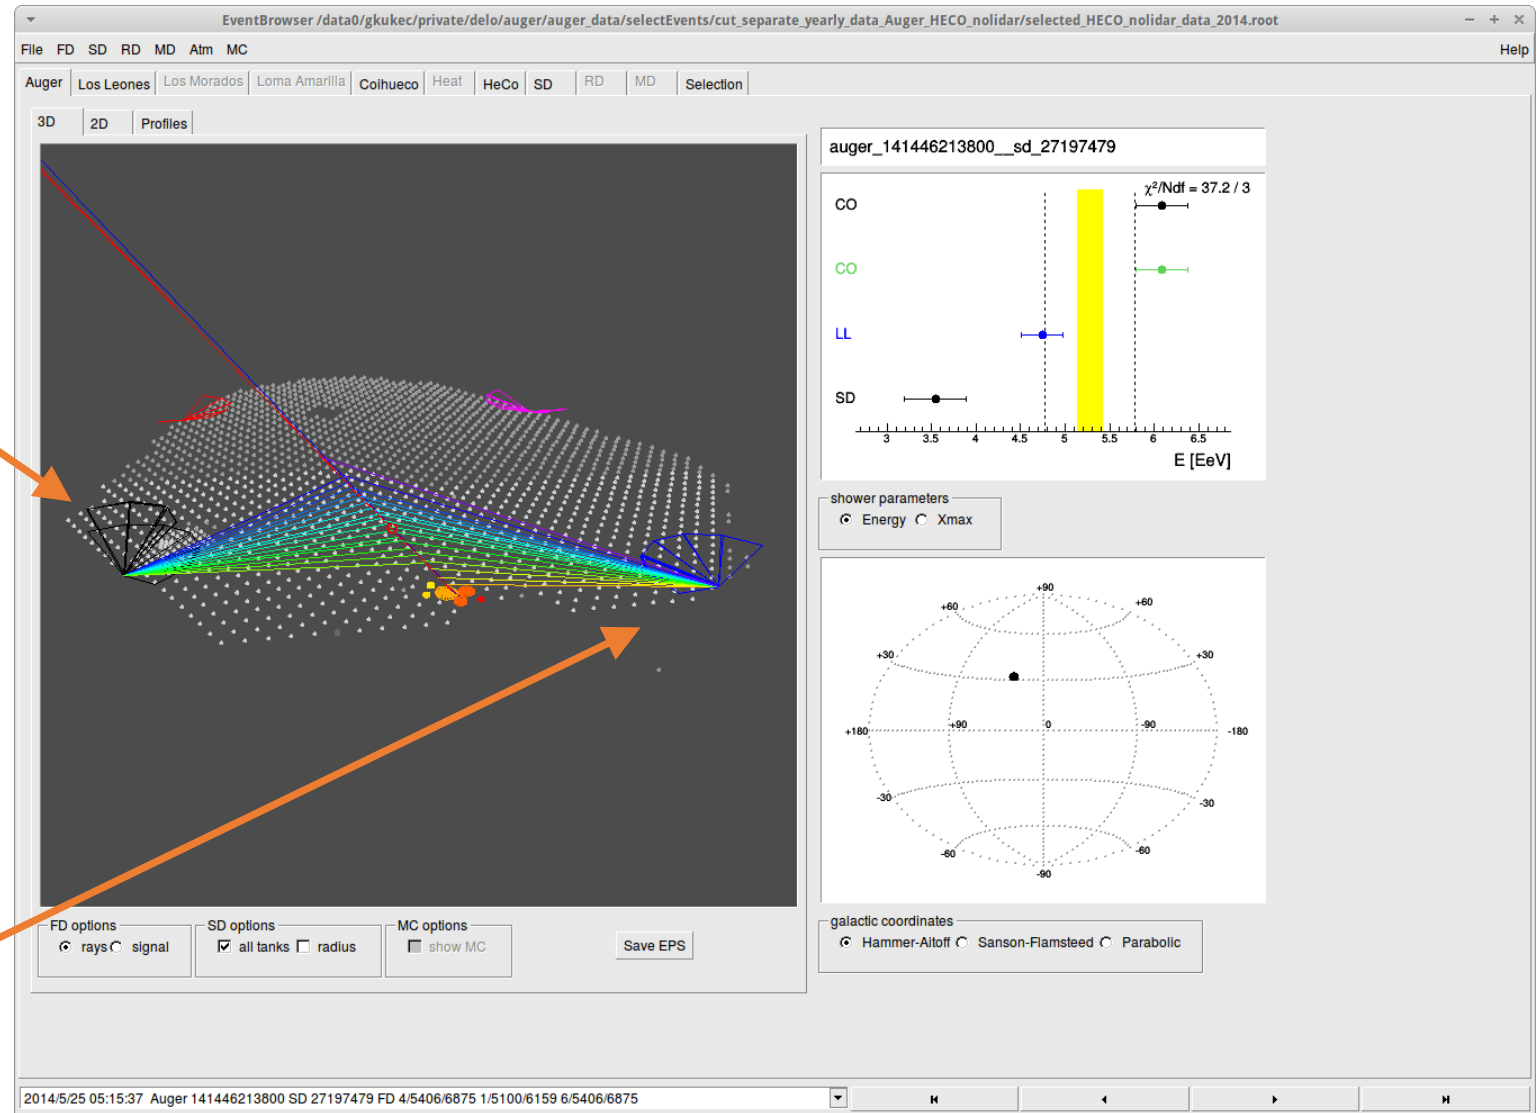 EventBrowser /data0/gkukec/private/delo/auger/auger_data/selectEvents/cut_separate_yearly_data_Auger_HECO_nolidar/selected_HECO_nolidar_data_2014.root
File FD SD RD MD Atm MC Help
Auger Los Leones Los Morados Loma Amarilla Coihueco Heat HeCo SD RD MD Selection
3D 2D Profiles
auger_141446213800__sd_27197479
χ²/Ndf = 37.2 / 3
CO
CO
LL
SD
3 3.5 4 4.5 5 5.5 6 6.5
E [EeV]
shower parameters
Energy Xmax
+90
+60 +60
+30 +30
+180 +90 0 -90 -180
-30 -30
-60 -60
-90
FD options SD options MC options
rays signal all tanks radius show MC Save EPS
galactic coordinates
Hammer-Aitoff Sanson-Flamsteed Parabolic
2014/5/25 05:15:37 Auger 141446213800 SD 27197479 FD 4/5406/6875 1/5100/6159 6/5406/6875